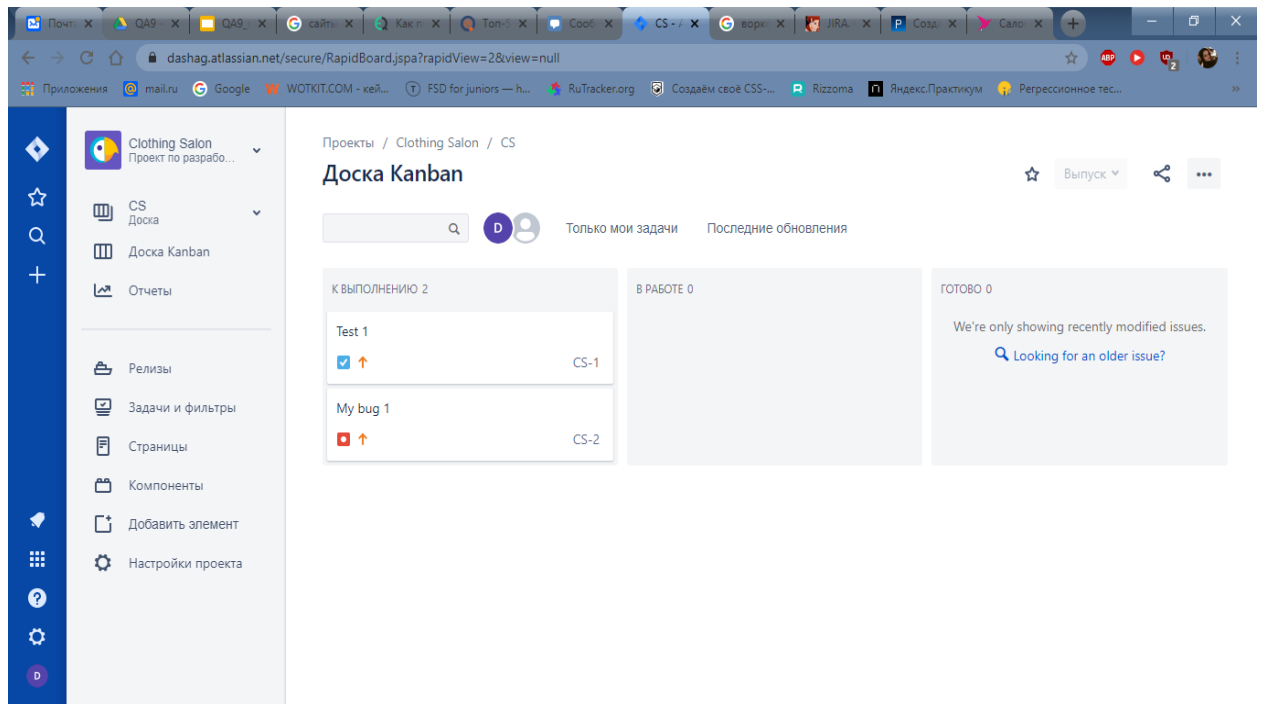 Почт
QA9 -
QA9_
сайты
Как п
Топ-5
Сооб
CS - A
ворк
JIRA.
Созд
Сало
dashag.atlassian.net/secure/RapidBoard.jspa?rapidView=2&view=null
ABP
2
Приложения
mail.ru
Google
WOTKIT.COM - кей...
FSD for juniors — h...
RuTracker.org
Создаём своё CSS-...
Rizzoma
Яндекс.Практикум
Регрессионное тес...
»
Clothing Salon
Проект по разрабо...
CS
Доска
Доска Kanban
Отчеты
Релизы
Задачи и фильтры
Страницы
Компоненты
Добавить элемент
Настройки проекта
D
Проекты / Clothing Salon / CS
Доска Kanban
Выпуск
D
Только мои задачи
Последние обновления
К ВЫПОЛНЕНИЮ 2
Test 1
CS-1
My bug 1
CS-2
В РАБОТЕ 0
ГОТОВО 0
We're only showing recently modified issues.
Looking for an older issue?